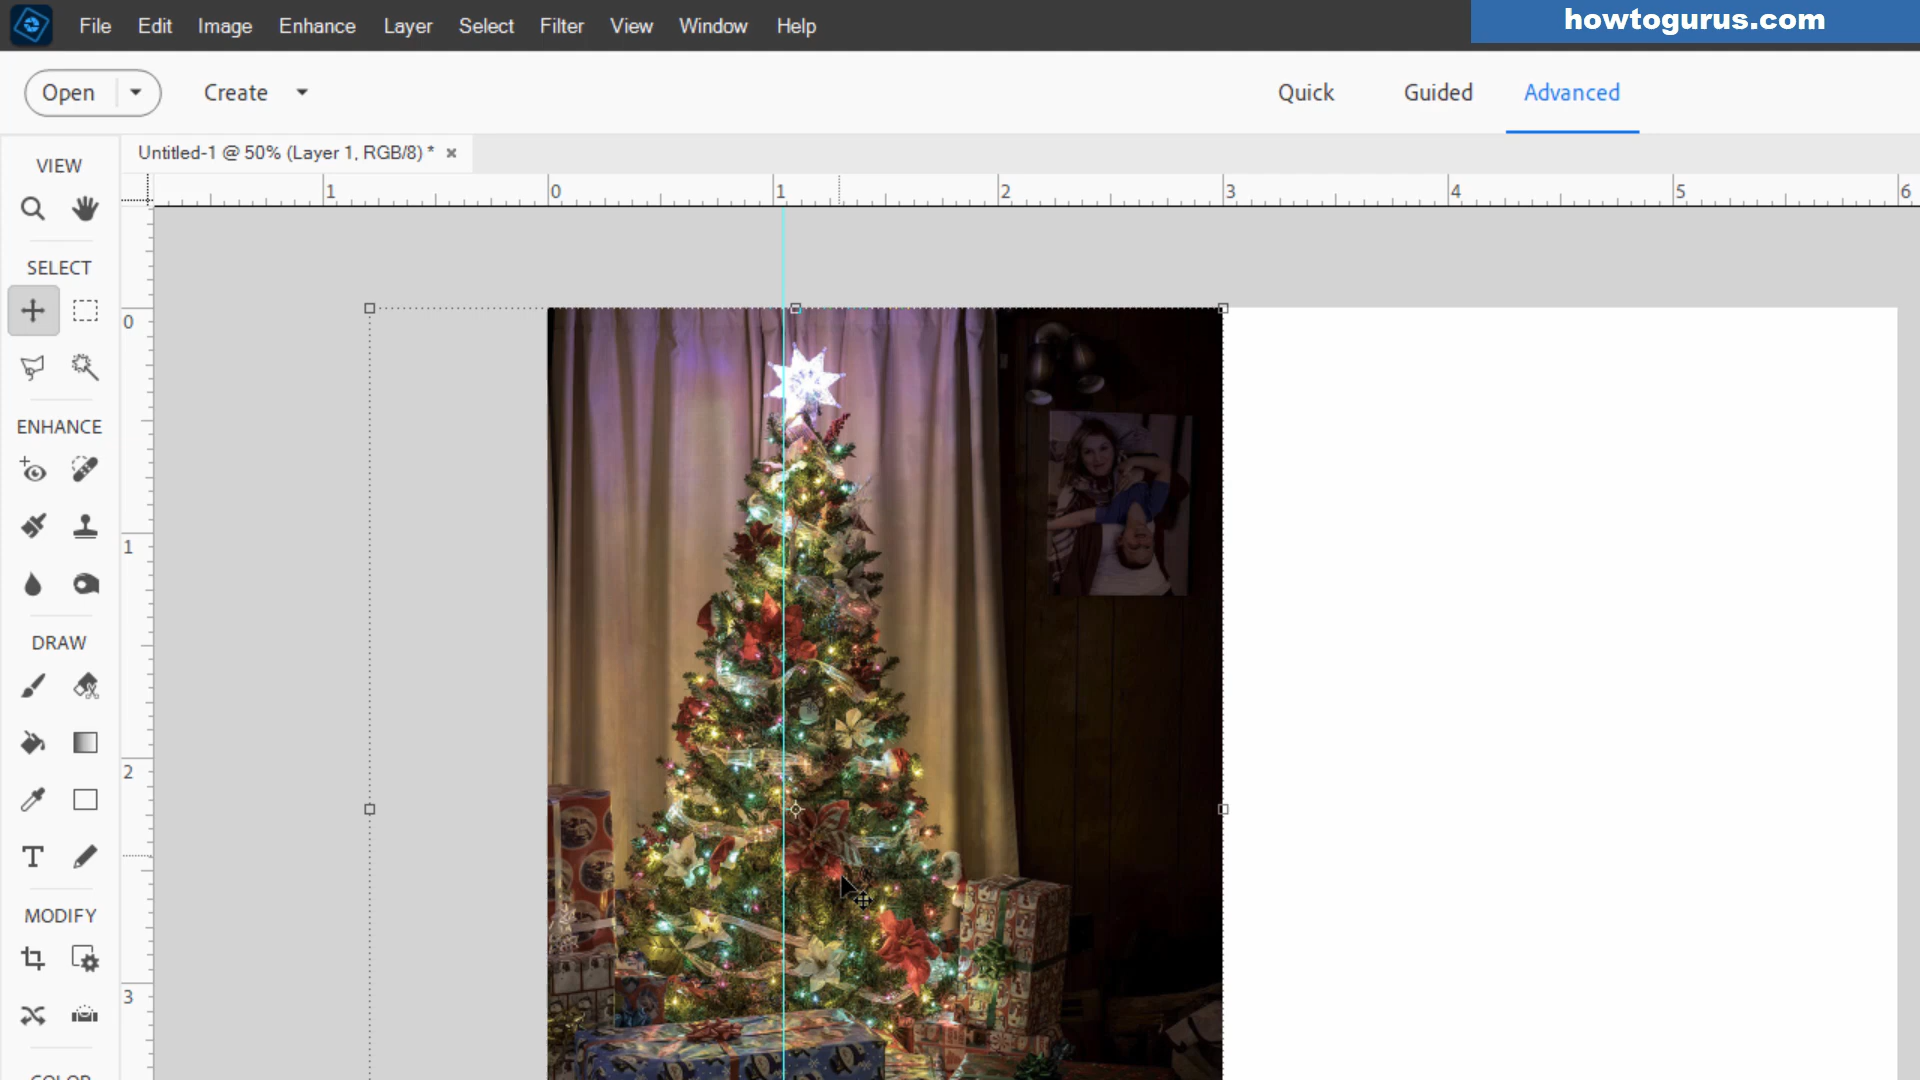 File Edit Image Enhance Layer Select Filter View Window Help
howtogurus.com
Open Create Quick Guided Advanced
Untitled-1 @ 50% (Layer 1, RGB/8) *
VIEW
1 0 1 2 3 4 5 6
SELECT
0
ENHANCE
1
DRAW
2
MODIFY
3
COLOR